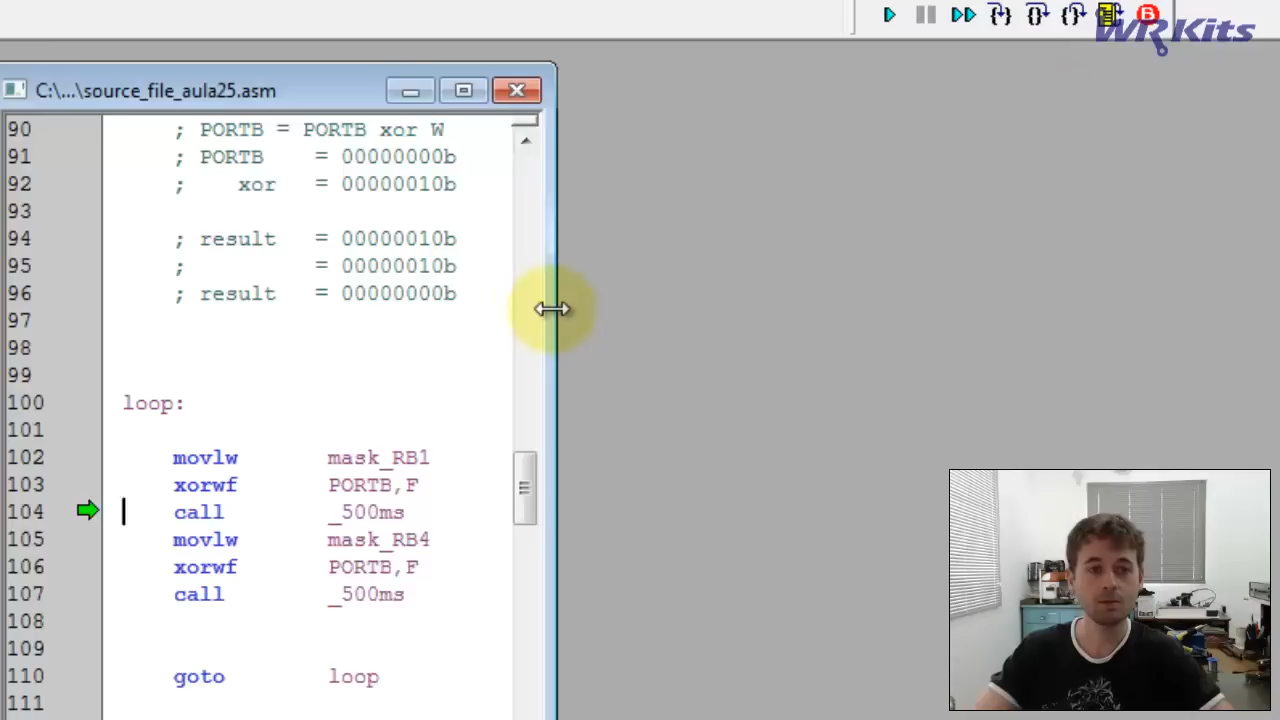 WR Kits
C:\...\source_file_aula25.asm
90 ; PORTB = PORTB xor W
91 ; PORTB = 00000000b
92 ; xor = 00000010b
93
94 ; result = 00000010b
95 ; = 00000010b
96 ; result = 00000000b
97
98
99
100 loop:
101
102 movlw mask_RB1
103 xorwf PORTB,F
104 call _500ms
105 movlw mask_RB4
106 xorwf PORTB,F
107 call _500ms
108
109
110 goto loop
111